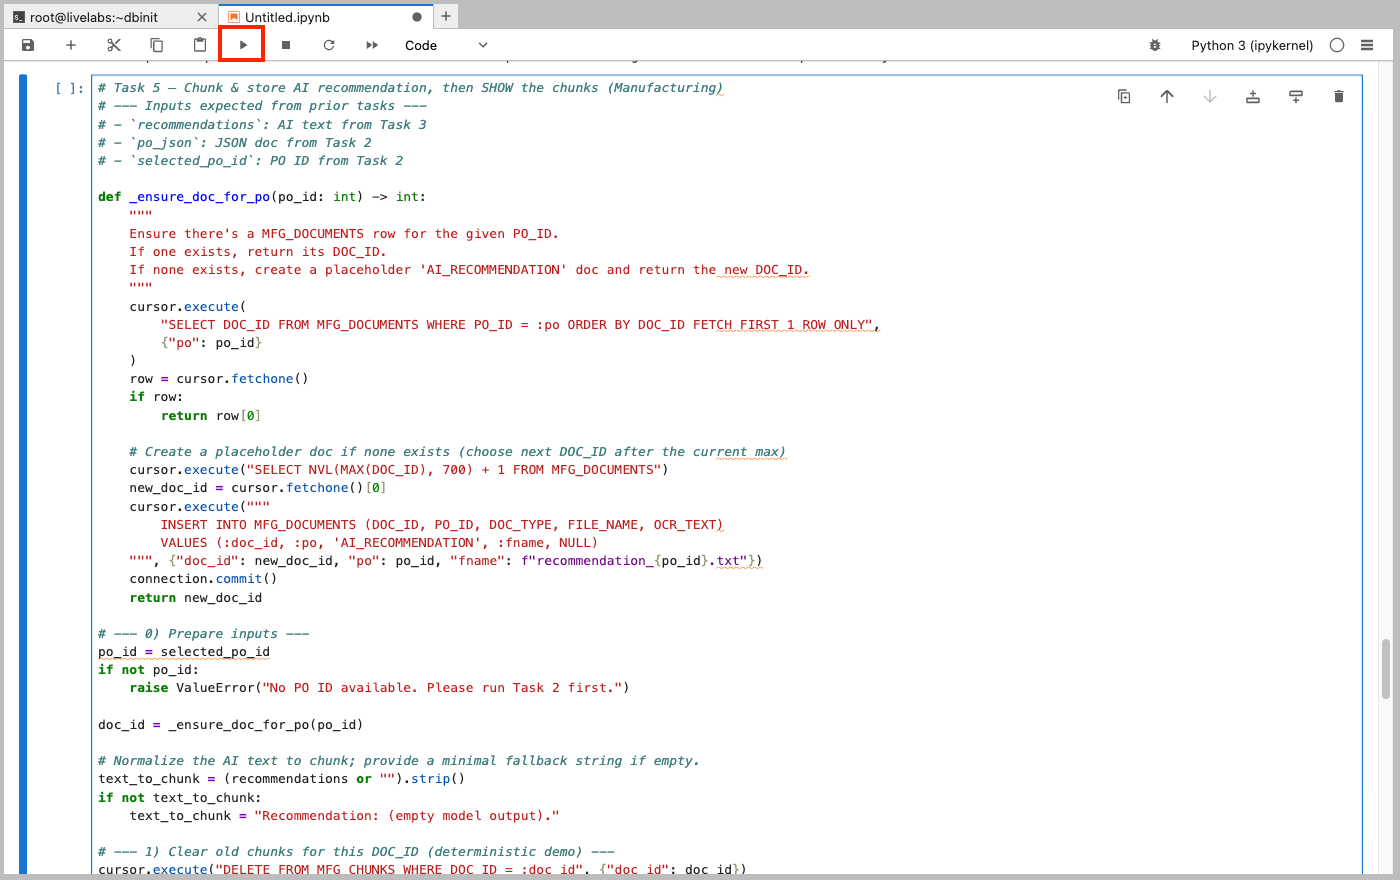 root@livelabs:~dbinit
Untitled.ipynb
Code
Python 3 (ipykernel)
[ ]:
# Task 5 — Chunk & store AI recommendation, then SHOW the chunks (Manufacturing)
# --- Inputs expected from prior tasks ---
# - `recommendations`: AI text from Task 3
# - `po_json`: JSON doc from Task 2
# - `selected_po_id`: PO ID from Task 2
def _ensure_doc_for_po(po_id: int) -> int:
    """
    Ensure there's a MFG_DOCUMENTS row for the given PO_ID.
    If one exists, return its DOC_ID.
    If none exists, create a placeholder 'AI_RECOMMENDATION' doc and return the new DOC_ID.
    """
    cursor.execute(
        "SELECT DOC_ID FROM MFG_DOCUMENTS WHERE PO_ID = :po ORDER BY DOC_ID FETCH FIRST 1 ROW ONLY",
        {"po": po_id}
    )
    row = cursor.fetchone()
    if row:
        return row[0]
    # Create a placeholder doc if none exists (choose next DOC_ID after the current max)
    cursor.execute("SELECT NVL(MAX(DOC_ID), 700) + 1 FROM MFG_DOCUMENTS")
    new_doc_id = cursor.fetchone()[0]
    cursor.execute("""
        INSERT INTO MFG_DOCUMENTS (DOC_ID, PO_ID, DOC_TYPE, FILE_NAME, OCR_TEXT)
        VALUES (:doc_id, :po, 'AI_RECOMMENDATION', :fname, NULL)
    """, {"doc_id": new_doc_id, "po": po_id, "fname": f"recommendation_{po_id}.txt"})
    connection.commit()
    return new_doc_id
# --- 0) Prepare inputs ---
po_id = selected_po_id
if not po_id:
    raise ValueError("No PO ID available. Please run Task 2 first.")
doc_id = _ensure_doc_for_po(po_id)
# Normalize the AI text to chunk; provide a minimal fallback string if empty.
text_to_chunk = (recommendations or "").strip()
if not text_to_chunk:
    text_to_chunk = "Recommendation: (empty model output)."
# --- 1) Clear old chunks for this DOC_ID (deterministic demo) ---
cursor.execute("DELETE FROM MFG_CHUNKS WHERE DOC_ID = :doc_id", {"doc_id": doc_id})